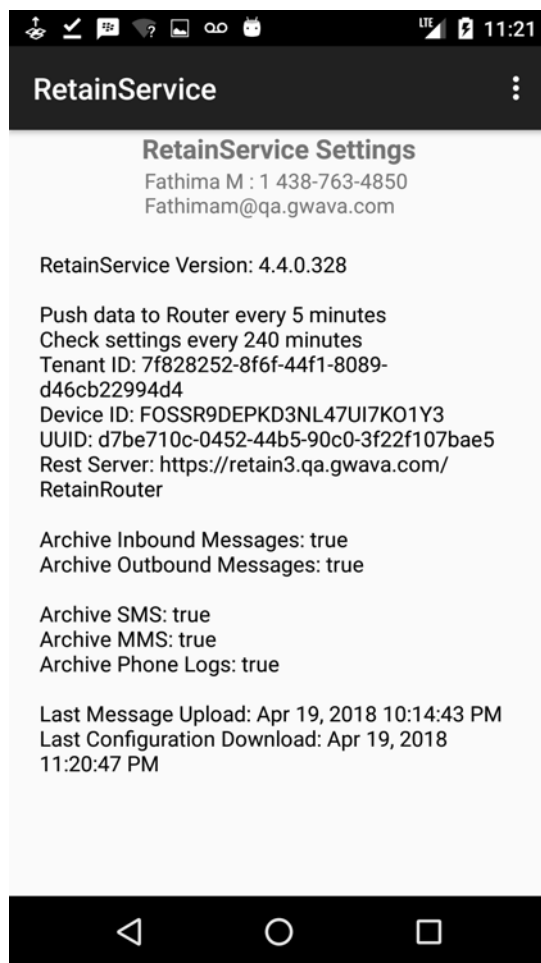 LTE 11:21
RetainService
RetainService Settings
Fathima M : 1 438-763-4850
Fathimam@qa.gwava.com
RetainService Version: 4.4.0.328
Push data to Router every 5 minutes
Check settings every 240 minutes
Tenant ID: 7f828252-8f6f-44f1-8089-
d46cb22994d4
Device ID: FOSSR9DEPKD3NL47UI7KO1Y3
UUID: d7be710c-0452-44b5-90c0-3f22f107bae5
Rest Server: https://retain3.qa.gwava.com/
RetainRouter
Archive Inbound Messages: true
Archive Outbound Messages: true
Archive SMS: true
Archive MMS: true
Archive Phone Logs: true
Last Message Upload: Apr 19, 2018 10:14:43 PM
Last Configuration Download: Apr 19, 2018
11:20:47 PM